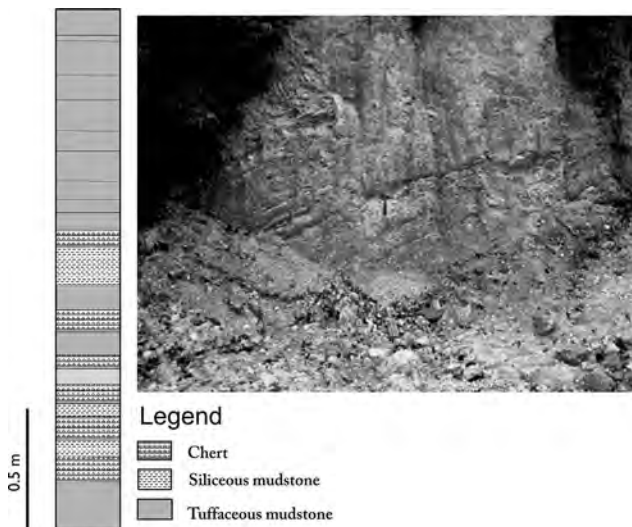 0.5 m
Legend
Chert
Siliceous mudstone
Tuffaceous mudstone